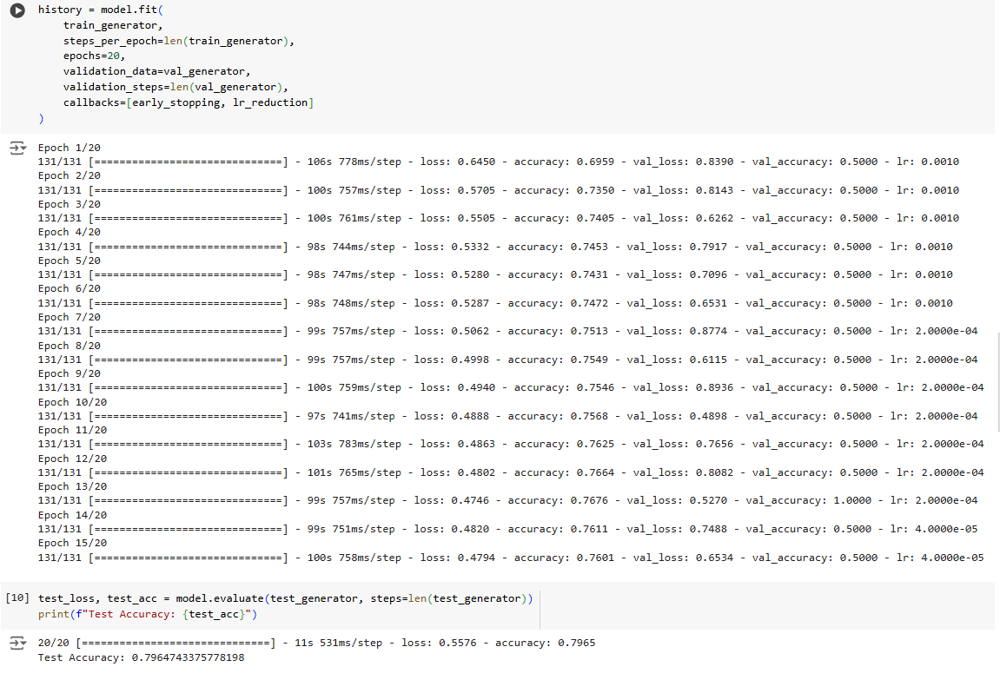 history = model.fit(
    train_generator,
    steps_per_epoch=len(train_generator),
    epochs=20,
    validation_data=val_generator,
    validation_steps=len(val_generator),
    callbacks=[early_stopping, lr_reduction]
)
Epoch 1/20
131/131 [==============================] - 106s 778ms/step - loss: 0.6450 - accuracy: 0.6959 - val_loss: 0.8390 - val_accuracy: 0.5000 - lr: 0.0010
Epoch 2/20
131/131 [==============================] - 100s 757ms/step - loss: 0.5705 - accuracy: 0.7350 - val_loss: 0.8143 - val_accuracy: 0.5000 - lr: 0.0010
Epoch 3/20
131/131 [==============================] - 100s 761ms/step - loss: 0.5505 - accuracy: 0.7405 - val_loss: 0.6262 - val_accuracy: 0.5000 - lr: 0.0010
Epoch 4/20
131/131 [==============================] - 98s 744ms/step - loss: 0.5332 - accuracy: 0.7453 - val_loss: 0.7917 - val_accuracy: 0.5000 - lr: 0.0010
Epoch 5/20
131/131 [==============================] - 98s 747ms/step - loss: 0.5280 - accuracy: 0.7431 - val_loss: 0.7096 - val_accuracy: 0.5000 - lr: 0.0010
Epoch 6/20
131/131 [==============================] - 98s 748ms/step - loss: 0.5287 - accuracy: 0.7472 - val_loss: 0.6531 - val_accuracy: 0.5000 - lr: 0.0010
Epoch 7/20
131/131 [==============================] - 99s 757ms/step - loss: 0.5062 - accuracy: 0.7513 - val_loss: 0.8774 - val_accuracy: 0.5000 - lr: 2.0000e-04
Epoch 8/20
131/131 [==============================] - 99s 757ms/step - loss: 0.4998 - accuracy: 0.7549 - val_loss: 0.6115 - val_accuracy: 0.5000 - lr: 2.0000e-04
Epoch 9/20
131/131 [==============================] - 100s 759ms/step - loss: 0.4940 - accuracy: 0.7546 - val_loss: 0.8936 - val_accuracy: 0.5000 - lr: 2.0000e-04
Epoch 10/20
131/131 [==============================] - 97s 741ms/step - loss: 0.4888 - accuracy: 0.7568 - val_loss: 0.4898 - val_accuracy: 0.5000 - lr: 2.0000e-04
Epoch 11/20
131/131 [==============================] - 103s 783ms/step - loss: 0.4863 - accuracy: 0.7625 - val_loss: 0.7656 - val_accuracy: 0.5000 - lr: 2.0000e-04
Epoch 12/20
131/131 [==============================] - 101s 765ms/step - loss: 0.4802 - accuracy: 0.7664 - val_loss: 0.8082 - val_accuracy: 0.5000 - lr: 2.0000e-04
Epoch 13/20
131/131 [==============================] - 99s 757ms/step - loss: 0.4746 - accuracy: 0.7676 - val_loss: 0.5270 - val_accuracy: 1.0000 - lr: 2.0000e-04
Epoch 14/20
131/131 [==============================] - 99s 751ms/step - loss: 0.4820 - accuracy: 0.7611 - val_loss: 0.7488 - val_accuracy: 0.5000 - lr: 4.0000e-05
Epoch 15/20
131/131 [==============================] - 100s 758ms/step - loss: 0.4794 - accuracy: 0.7601 - val_loss: 0.6534 - val_accuracy: 0.5000 - lr: 4.0000e-05
[10] test_loss, test_acc = model.evaluate(test_generator, steps=len(test_generator))
print(f"Test Accuracy: {test_acc}")
20/20 [==============================] - 11s 531ms/step - loss: 0.5576 - accuracy: 0.7965
Test Accuracy: 0.7964743375778198